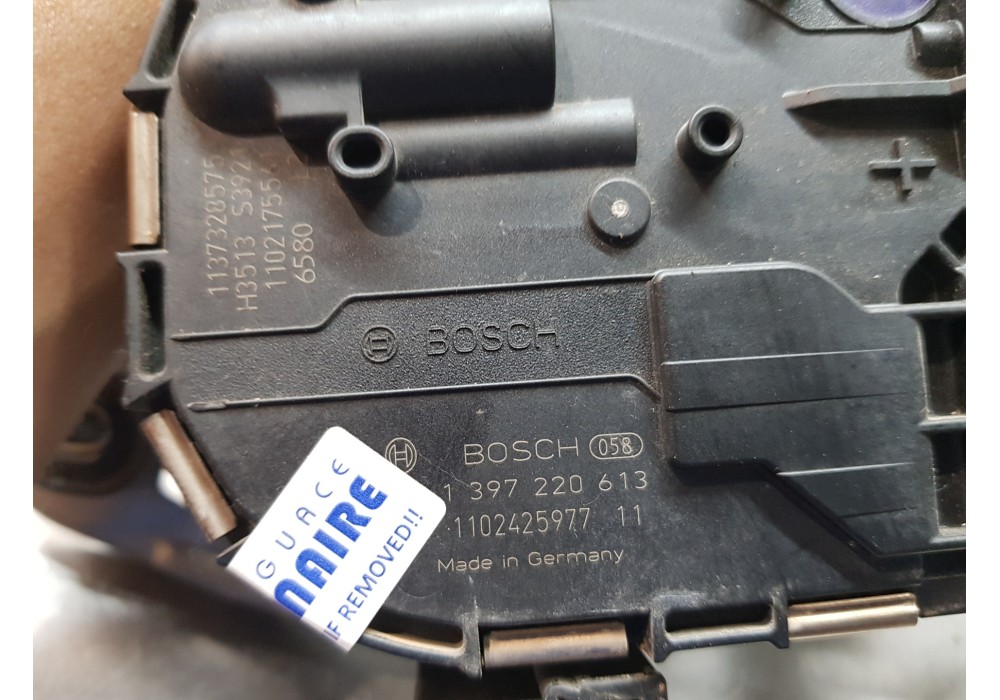 1137328575
H3513 S392
11021755
6580
BOSCH
BOSCH 058
1 397 220 613
1102425977 11
Made in Germany
GUACE
NAIRE
IF REMOVED!!